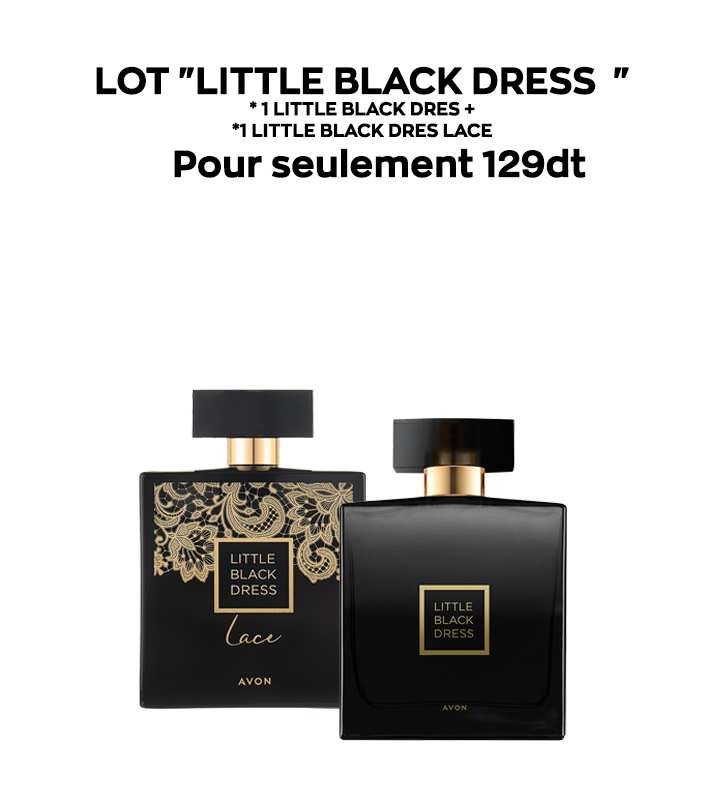 LOT "LITTLE BLACK DRESS "
* 1 LITTLE BLACK DRES +
*1 LITTLE BLACK DRES LACE
Pour seulement 129dt
LITTLE
BLACK
DRESS
Lace
AVON
LITTLE
BLACK
DRESS
AVON